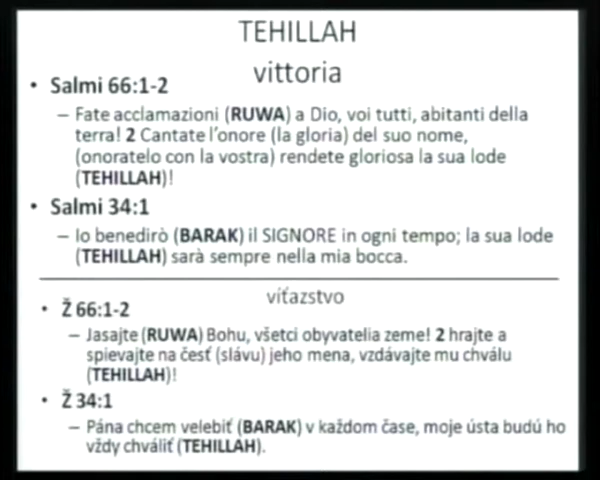 TEHILLAH
vittoria
• Salmi 66:1-2
– Fate acclamazioni (RUWA) a Dio, voi tutti, abitanti della
terra! 2 Cantate l'onore (la gloria) del suo nome,
(onoratelo con la vostra) rendete gloriosa la sua lode
(TEHILLAH)!
• Salmi 34:1
– Io benedirò (BARAK) il SIGNORE in ogni tempo; la sua lode
(TEHILLAH) sarà sempre nella mia bocca.
víťazstvo
• Ž 66:1-2
– Jasajte (RUWA) Bohu, všetci obyvatelia zeme! 2 hrajte a
spievajte na česť (slávu) jeho mena, vzdávajte mu chválu
(TEHILLAH)!
• Ž 34:1
– Pána chcem velebiť (BARAK) v každom čase, moje ústa budú ho
vždy chváliť (TEHILLAH).